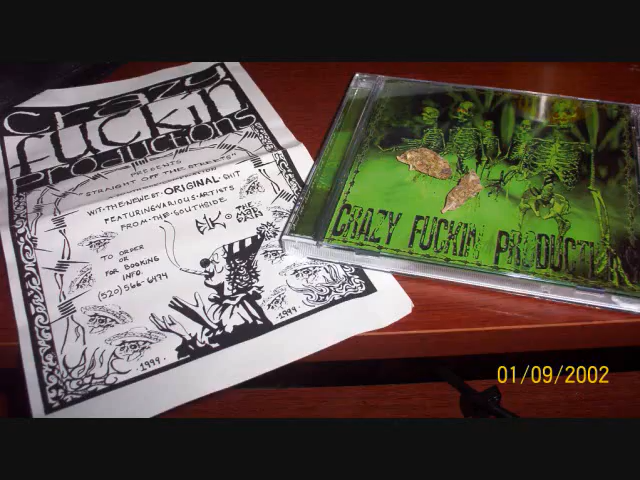 Crazy
Fuckin
Productions
PRESENTS
"STRAIGHT OFF THE STREETS"
WIT·THE·NEWEST·ORIGINAL·SHIT
FEATURING·VARIOUS·ARTISTS
FROM·THE·SOUTHSIDE·
TO ORDER
OR
FOR BOOKING
INFO.
(520) 566-6974
·1999·
·1999·
CRAZY FUCKIN PRODUCTION
01/09/2002